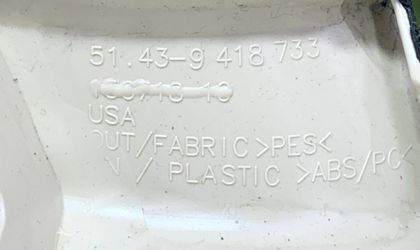 51.43-9 418 733
USA
OUT/FABRIC >PES<
/ PLASTIC >ABS/PC<